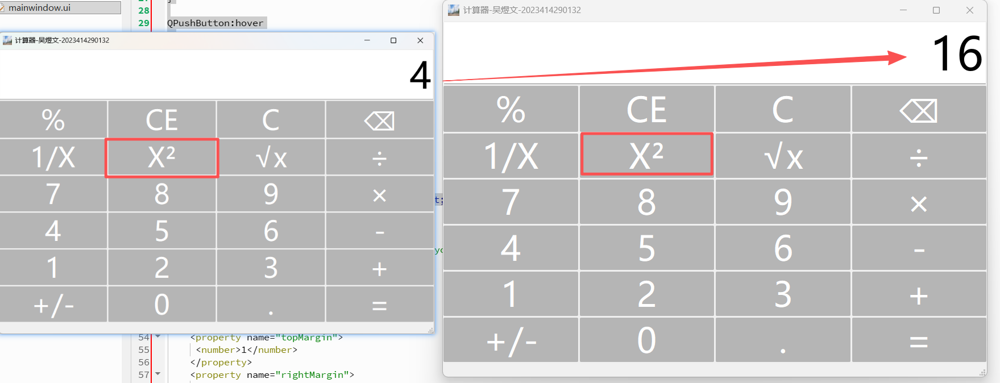 mainwindow.ui
28
29 QPushButton:hover
计算器-吴煜文-2023414290132
4
% CE C ⌫
1/X X² √x ÷
7 8 9 ×
4 5 6 -
1 2 3 +
+/- 0 . =
54 <property name="topMargin">
55 <number>1</number>
56 </property>
57 <property name="rightMargin">
t;
yc
计算器-吴煜文-2023414290132
16
% CE C ⌫
1/X X² √x ÷
7 8 9 ×
4 5 6 -
1 2 3 +
+/- 0 . =